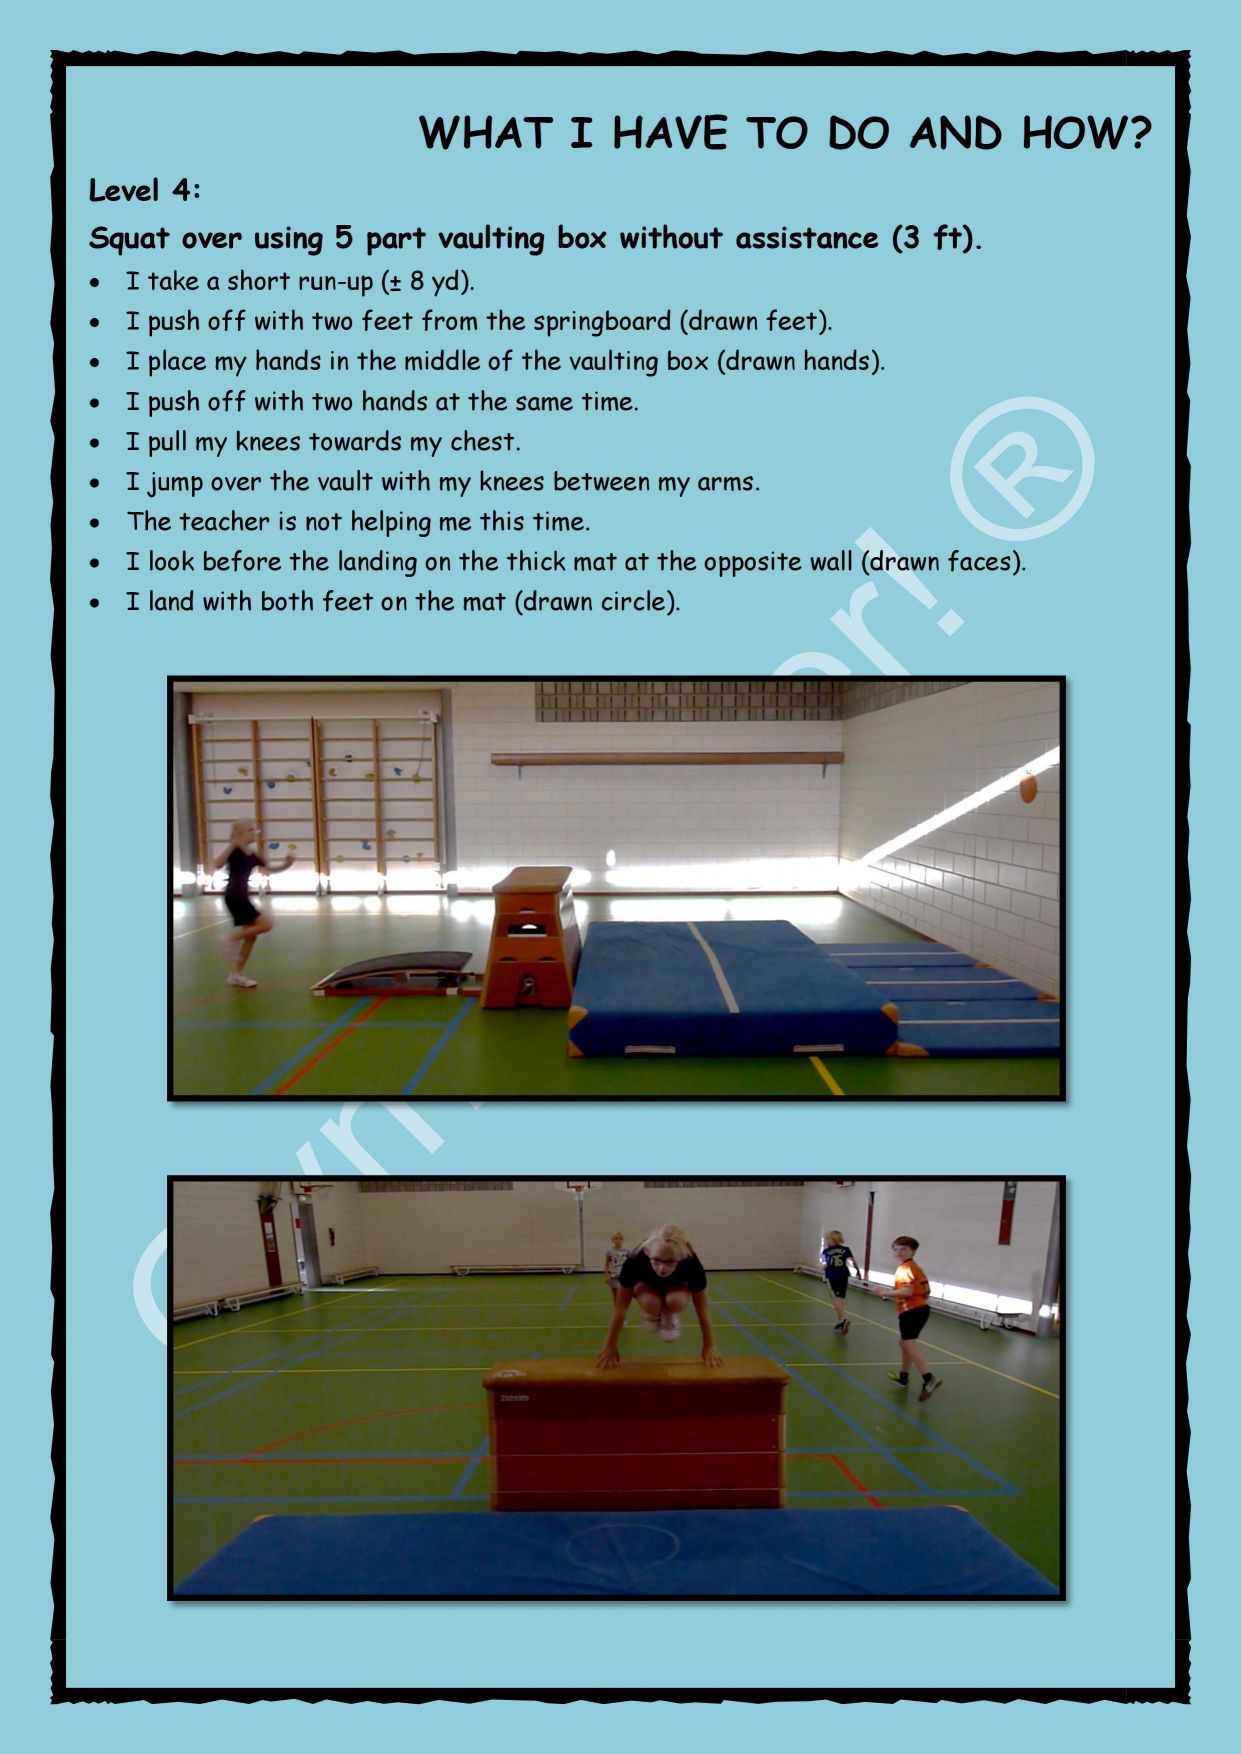 WHAT I HAVE TO DO AND HOW?
Level 4:
Squat over using 5 part vaulting box without assistance (3 ft).
• I take a short run-up (± 8 yd).
• I push off with two feet from the springboard (drawn feet).
• I place my hands in the middle of the vaulting box (drawn hands).
• I push off with two hands at the same time.
• I pull my knees towards my chest.
• I jump over the vault with my knees between my arms.
• The teacher is not helping me this time.
• I look before the landing on the thick mat at the opposite wall (drawn faces).
• I land with both feet on the mat (drawn circle).